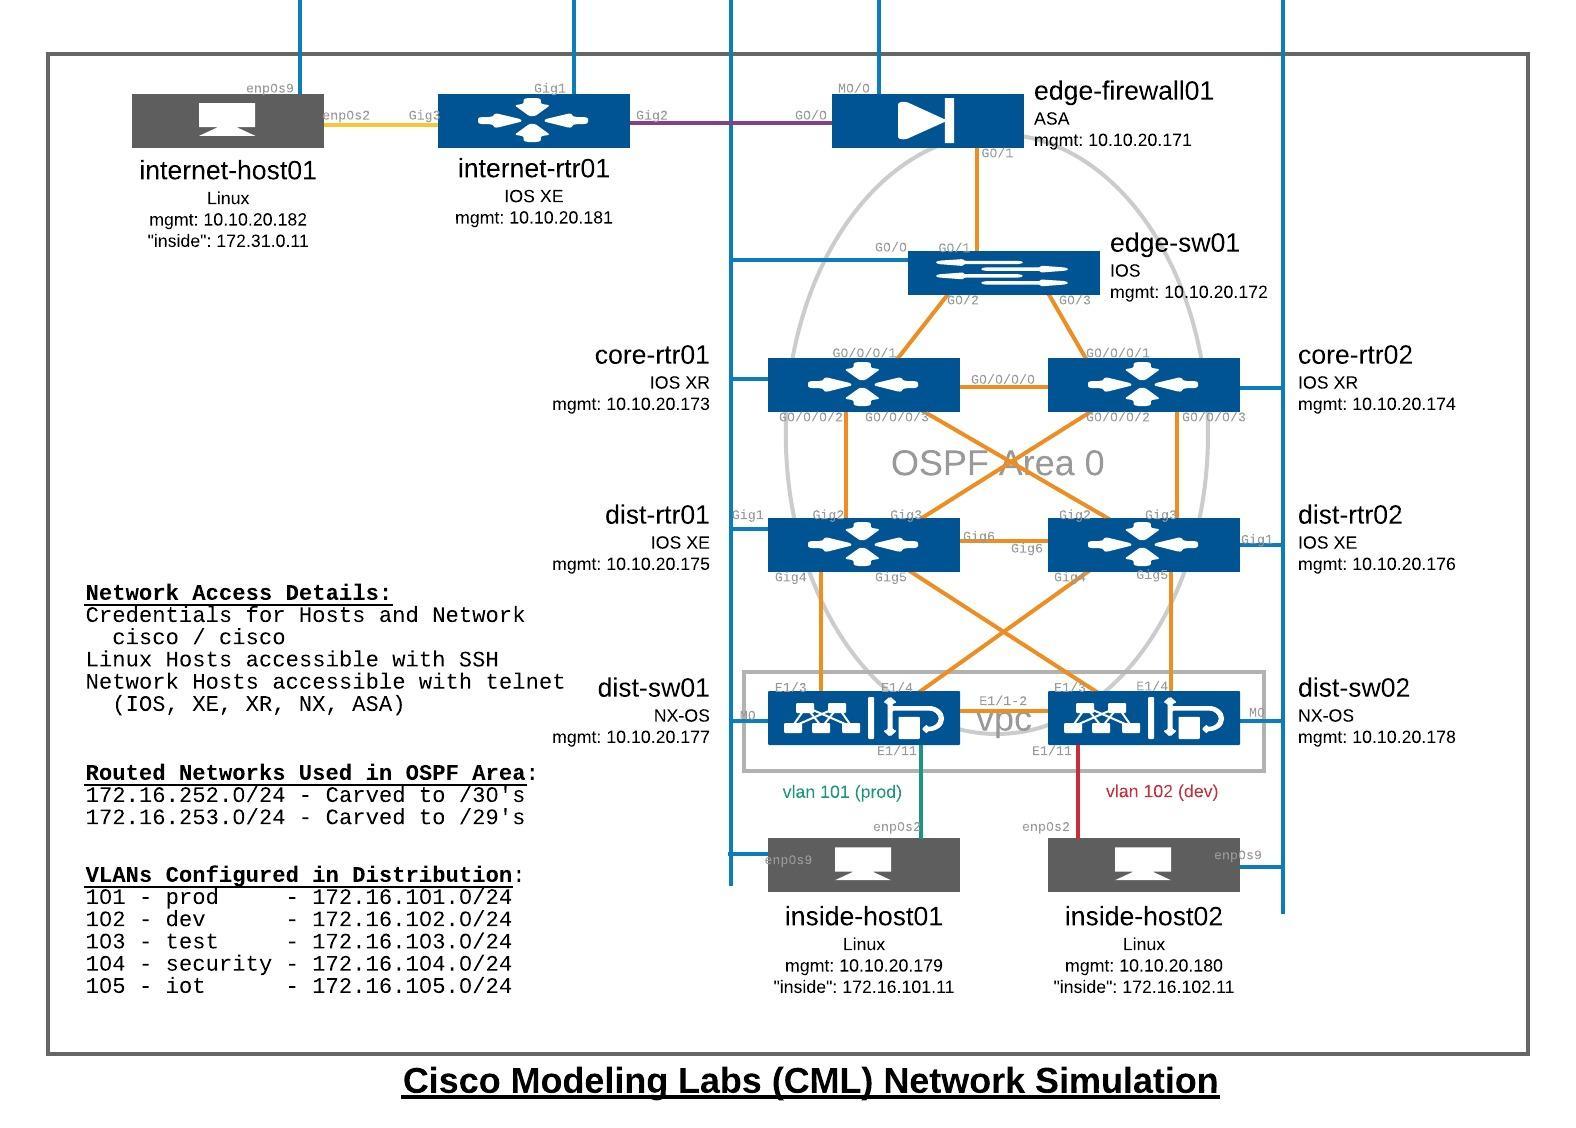 enp0s9
Gig1
M0/0
edge-firewall01
ASA
mgmt: 10.10.20.171
enp0s2
Gig3
Gig2
G0/0
G0/1
internet-host01
Linux
mgmt: 10.10.20.182
"inside": 172.31.0.11
internet-rtr01
IOS XE
mgmt: 10.10.20.181
G0/0
G0/1
edge-sw01
IOS
mgmt: 10.10.20.172
G0/2
G0/3
core-rtr01
IOS XR
mgmt: 10.10.20.173
G0/0/0/1
G0/0/0/1
G0/0/0/0
G0/0/0/2
G0/0/0/3
G0/0/0/2
G0/0/0/3
core-rtr02
IOS XR
mgmt: 10.10.20.174
OSPF Area 0
dist-rtr01
IOS XE
mgmt: 10.10.20.175
Gig1
Gig2
Gig3
Gig2
Gig3
Gig6
Gig6
Gig1
Gig4
Gig5
Gig4
Gig5
dist-rtr02
IOS XE
mgmt: 10.10.20.176
Network Access Details:
Credentials for Hosts and Network
cisco / cisco
Linux Hosts accessible with SSH
Network Hosts accessible with telnet
(IOS, XE, XR, NX, ASA)
dist-sw01
NX-OS
mgmt: 10.10.20.177
M0
E1/3
E1/4
E1/1-2
vpc
E1/3
E1/4
M0
E1/11
E1/11
dist-sw02
NX-OS
mgmt: 10.10.20.178
Routed Networks Used in OSPF Area:
172.16.252.0/24 - Carved to /30's
172.16.253.0/24 - Carved to /29's
vlan 101 (prod)
vlan 102 (dev)
enp0s2
enp0s2
enp0s9
enp0s9
VLANs Configured in Distribution:
101 - prod - 172.16.101.0/24
102 - dev - 172.16.102.0/24
103 - test - 172.16.103.0/24
104 - security - 172.16.104.0/24
105 - iot - 172.16.105.0/24
inside-host01
Linux
mgmt: 10.10.20.179
"inside": 172.16.101.11
inside-host02
Linux
mgmt: 10.10.20.180
"inside": 172.16.102.11
Cisco Modeling Labs (CML) Network Simulation